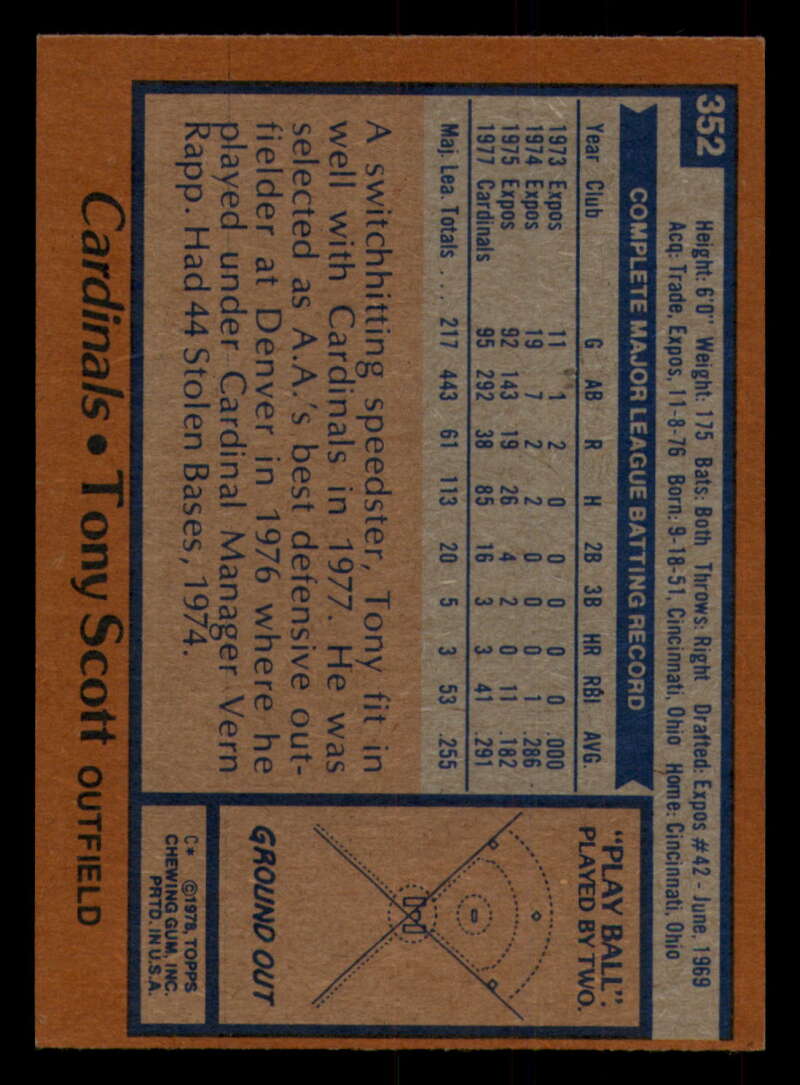 352
Height: 6'0" Weight: 175 Bats: Both Throws: Right Drafted: Expos #42 - June, 1969
Acq: Trade, Expos, 11-8-76 Born: 9-18-51, Cincinnati, Ohio Home: Cincinnati, Ohio
COMPLETE MAJOR LEAGUE BATTING RECORD
Year Club G AB R H 2B 3B HR RBI AVG.
1973 Expos 11 1 2 0 0 0 0 0 .000
1974 Expos 19 7 2 2 0 0 0 1 .286
1975 Expos 92 143 19 26 4 2 0 11 .182
1977 Cardinals 95 292 38 85 16 3 3 41 .291
Maj. Lea. Totals . . . 217 443 61 113 20 5 3 53 .255
A switchhitting speedster, Tony fit in
well with Cardinals in 1977. He was
selected as A.A.'s best defensive out-
fielder at Denver in 1976 where he
played under Cardinal Manager Vern
Rapp. Had 44 Stolen Bases, 1974.
"PLAY BALL":
PLAYED BY TWO.
GROUND OUT
C* ©1978, TOPPS
CHEWING GUM, INC.
PRTD. IN U.S.A.
Cardinals • Tony Scott OUTFIELD